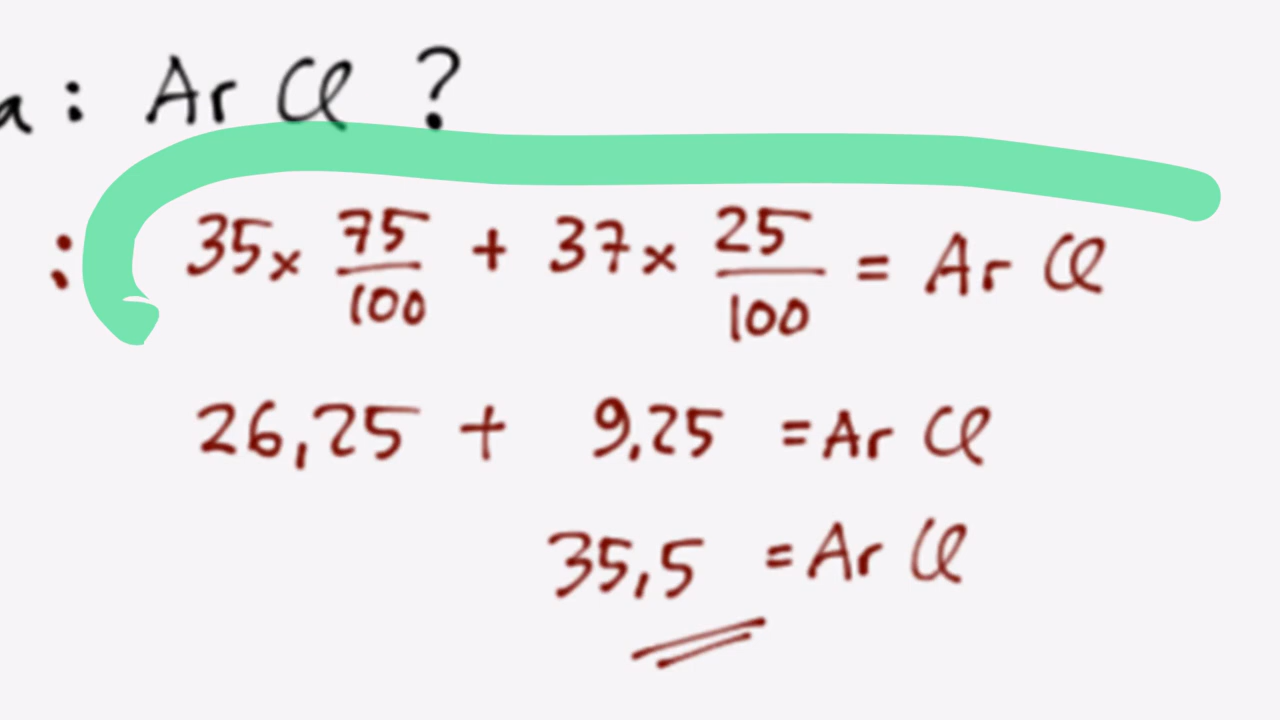 a : Ar Cl ?
: 35 x 75/100 + 37 x 25/100 = Ar Cl
26,25 + 9,25 = Ar Cl
35,5 = Ar Cl